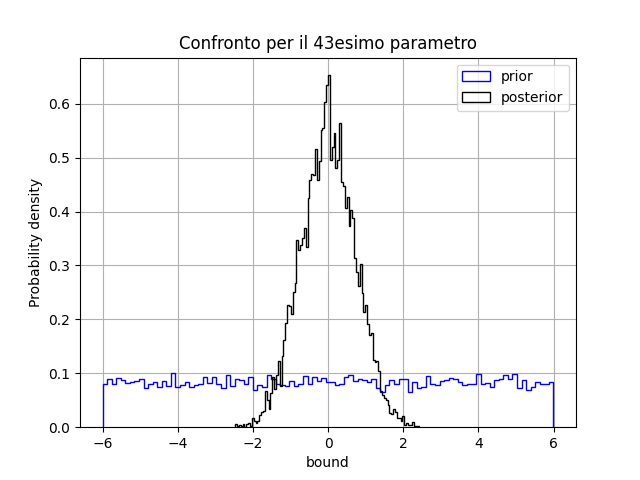 Confronto per il 43esimo parametro
prior
posterior
Probability density
0.6
0.5
0.4
0.3
0.2
0.1
0.0
−6 −4 −2 0 2 4 6
bound